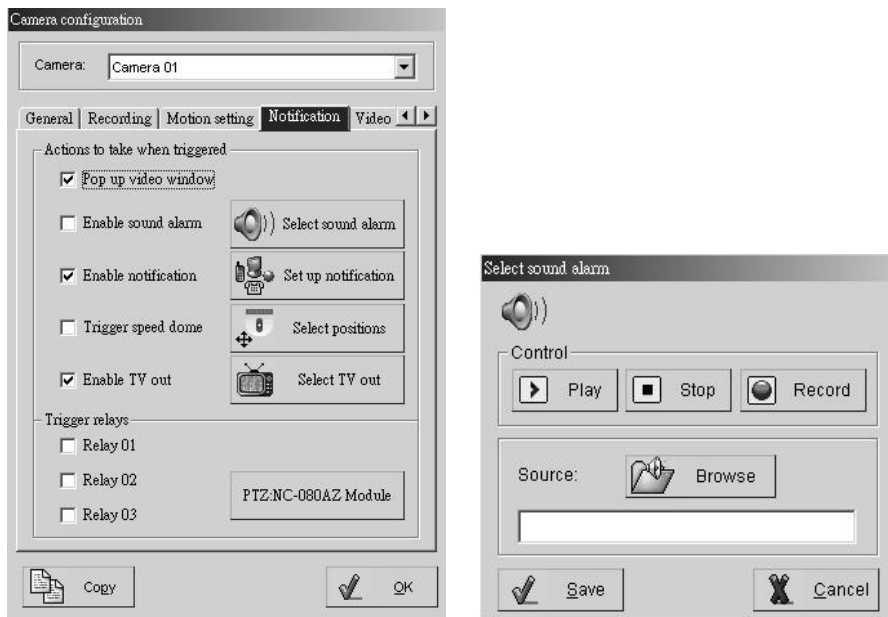 Camera configuration
Camera: Camera 01
General Recording Motion setting Notification Video
Actions to take when triggered
Pop up video window
Enable sound alarm Select sound alarm
Enable notification Set up notification
Trigger speed dome Select positions
Enable TV out Select TV out
Trigger relays
Relay 01
Relay 02
Relay 03
PTZ:NC-080AZ Module
Copy OK
Select sound alarm
Control
Play Stop Record
Source: Browse
Save Cancel